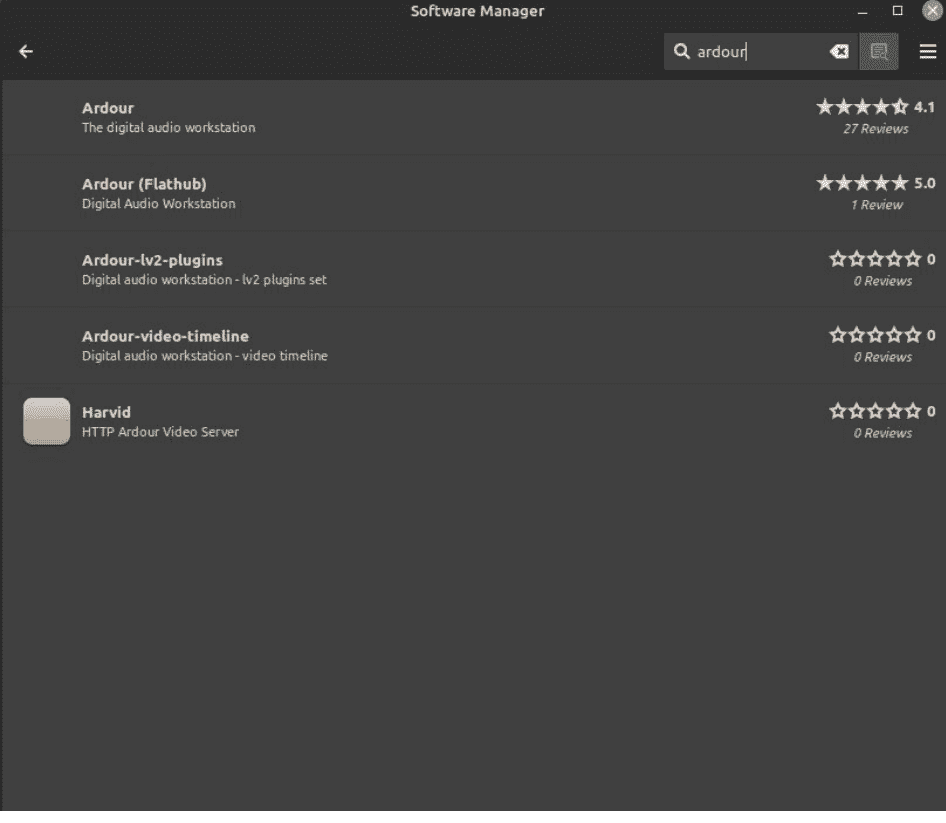 Software Manager
ardour
Ardour
The digital audio workstation
4.1
27 Reviews
Ardour (Flathub)
Digital Audio Workstation
5.0
1 Review
Ardour-lv2-plugins
Digital audio workstation - lv2 plugins set
0
0 Reviews
Ardour-video-timeline
Digital audio workstation - video timeline
0
0 Reviews
Harvid
HTTP Ardour Video Server
0
0 Reviews